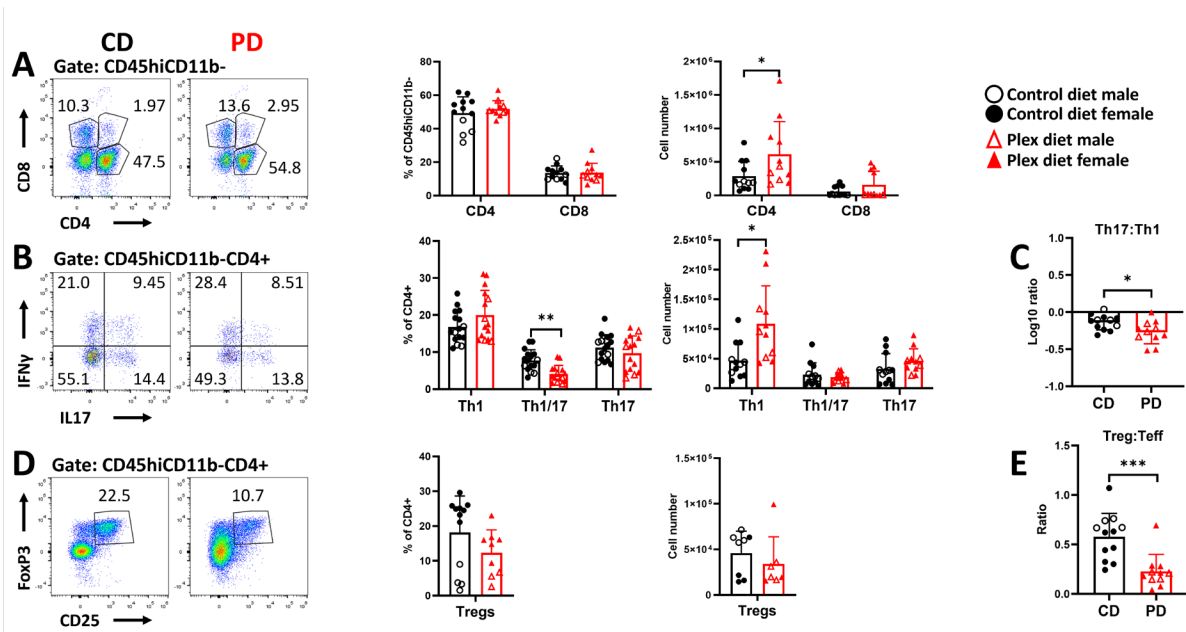 CD PD
A Gate: CD45hiCD11b-
10.3 1.97 13.6 2.95
47.5 54.8
CD8
CD4
% of CD45hiCD11b-
80
60
40
20
0
CD4 CD8
Cell number
2×10⁶
2×10⁶
1×10⁶
5×10⁵
0
*
CD4 CD8
Control diet male
Control diet female
Plex diet male
Plex diet female
B Gate: CD45hiCD11b-CD4+
21.0 9.45 28.4 8.51
55.1 14.4 49.3 13.8
IFNγ
IL17
% of CD4+
40
30
20
10
0
**
Th1 Th1/17 Th17
Cell number
2.5×10⁵
2×10⁵
1×10⁵
1×10⁵
5×10⁴
0
*
Th1 Th1/17 Th17
C Th17:Th1
Log10 ratio
1.0
0.5
0.0
-0.5
-1.0
*
CD PD
D Gate: CD45hiCD11b-CD4+
22.5 10.7
FoxP3
CD25
% of CD4+
40
30
20
10
0
Tregs
Cell number
1.5×10⁵
1×10⁵
5×10⁴
0
Tregs
E Treg:Teff
Ratio
1.5
1.0
0.5
0.0
***
CD PD